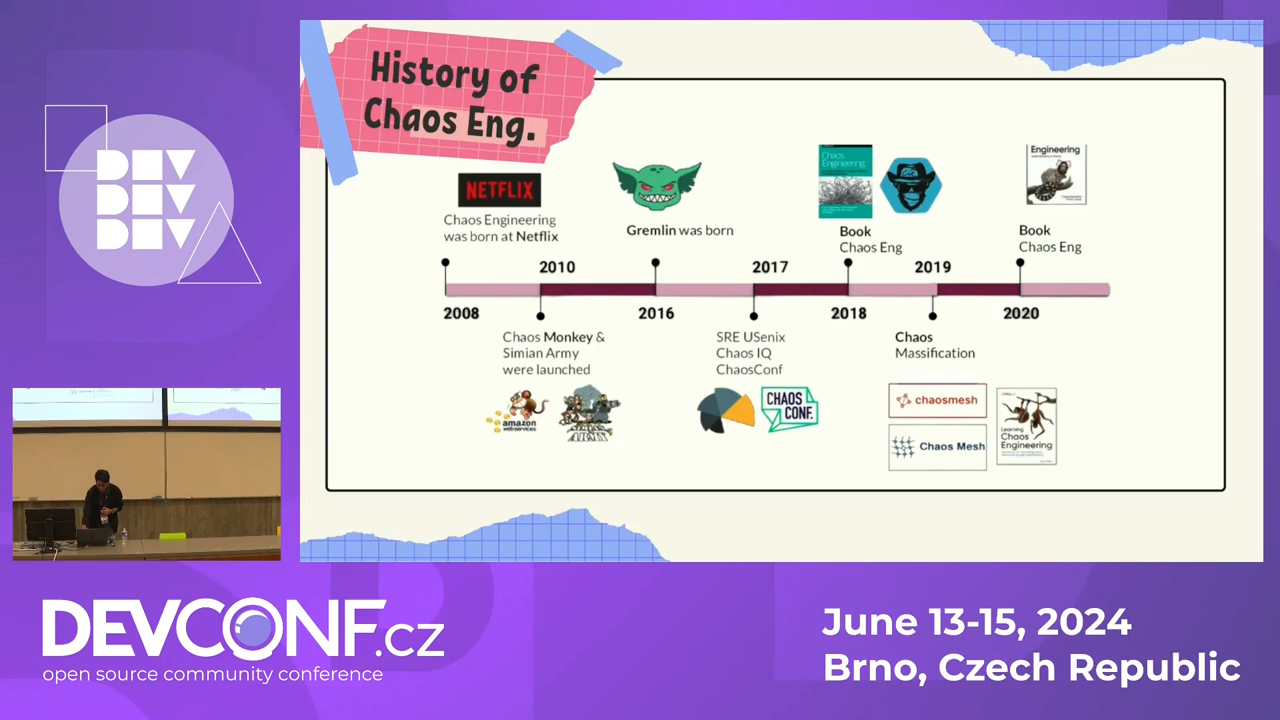 DEV
DEV
DEV
History of
Chaos Eng.
NETFLIX
Chaos Engineering
was born at Netflix
Gremlin was born
Chaos
Engineering
Book
Chaos Eng
Engineering
Book
Chaos Eng
2010
2017
2019
2008
2016
2018
2020
Chaos Monkey &
Simian Army
were launched
amazon
web services
SIMIAN
ARMY
SRE USenix
Chaos IQ
ChaosConf
CHAOS
CONF.
Chaos
Massification
chaosmesh
Chaos Mesh
Learning
Chaos
Engineering
DEVCONF.cz
open source community conference
June 13-15, 2024
Brno, Czech Republic